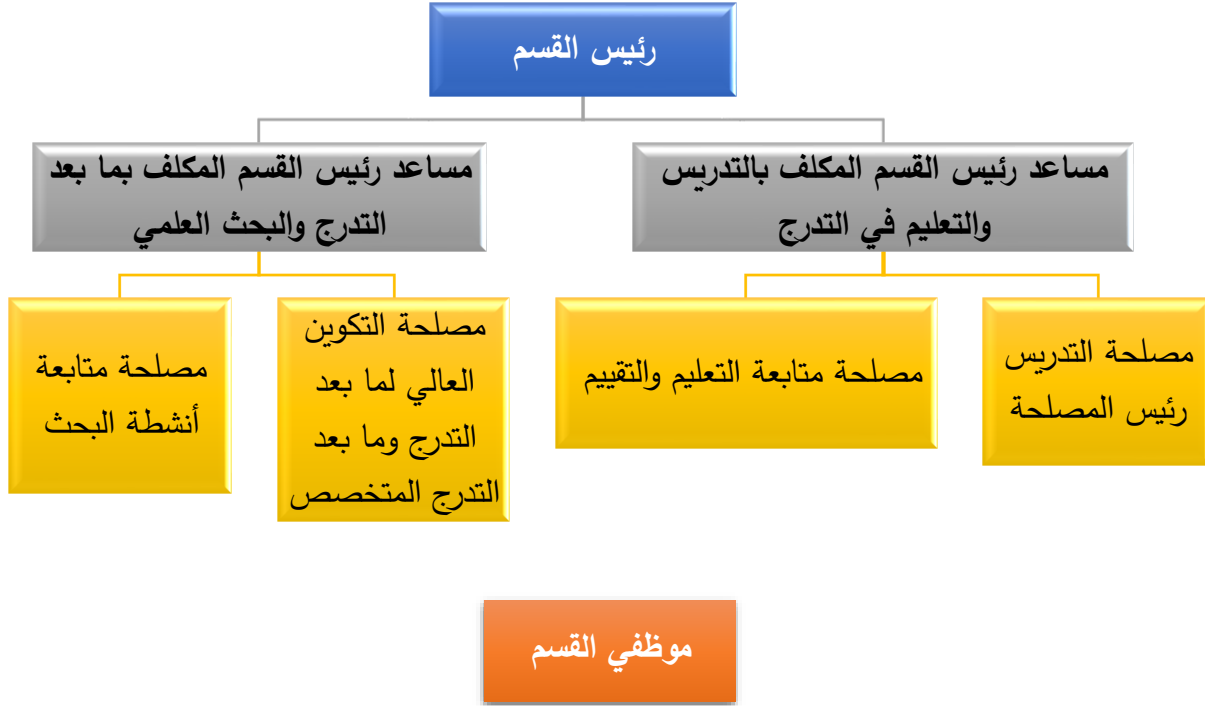 رئيس القسم
مساعد رئيس القسم المكلف بالتدريس
والتعليم في التدرج
مساعد رئيس القسم المكلف بما بعد
التدرج والبحث العلمي
مصلحة التدريس
رئيس المصلحة
مصلحة متابعة التعليم والتقييم
مصلحة التكوين
العالي لما بعد
التدرج وما بعد
التدرج المتخصص
مصلحة متابعة
أنشطة البحث
موظفي القسم